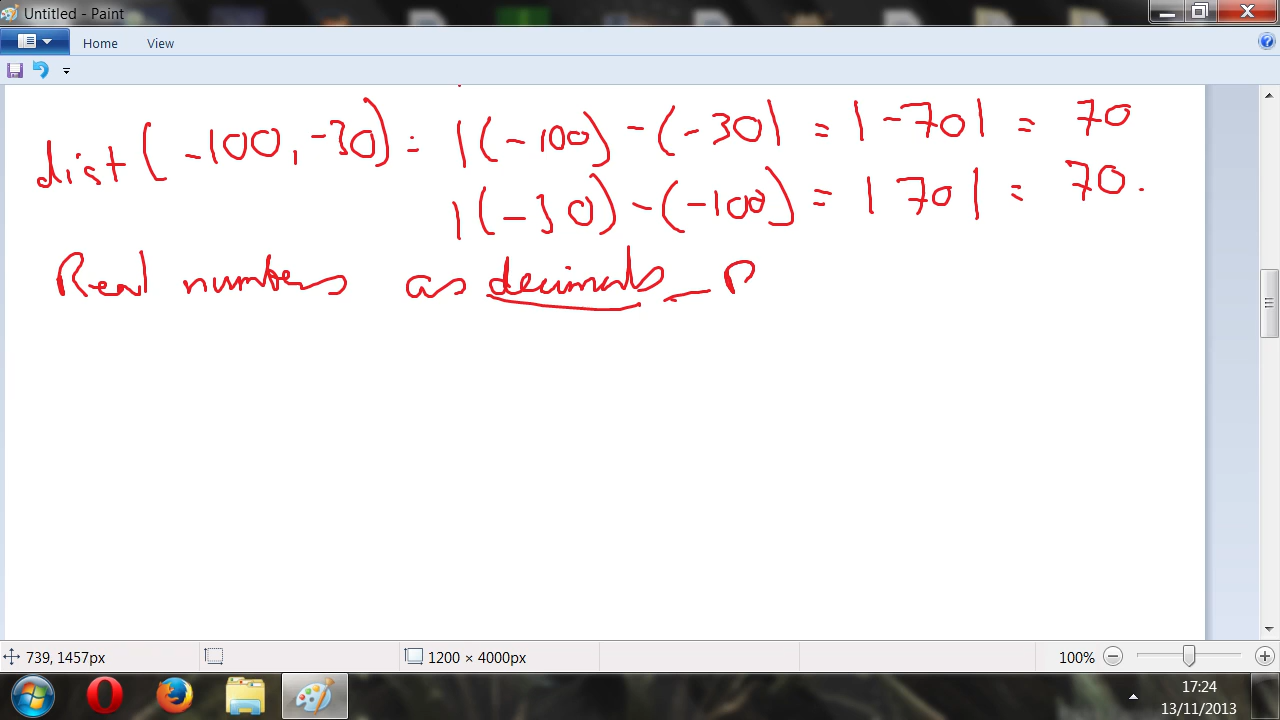 Untitled - Paint
Home View
dist(-100,-30) = |(-100) - (-30| = |-70| = 70
|(-30) - (-100) = |70| = 70.
Real numbers as decimals _ P
739, 1457px
1200 × 4000px
100%
17:24
13/11/2013